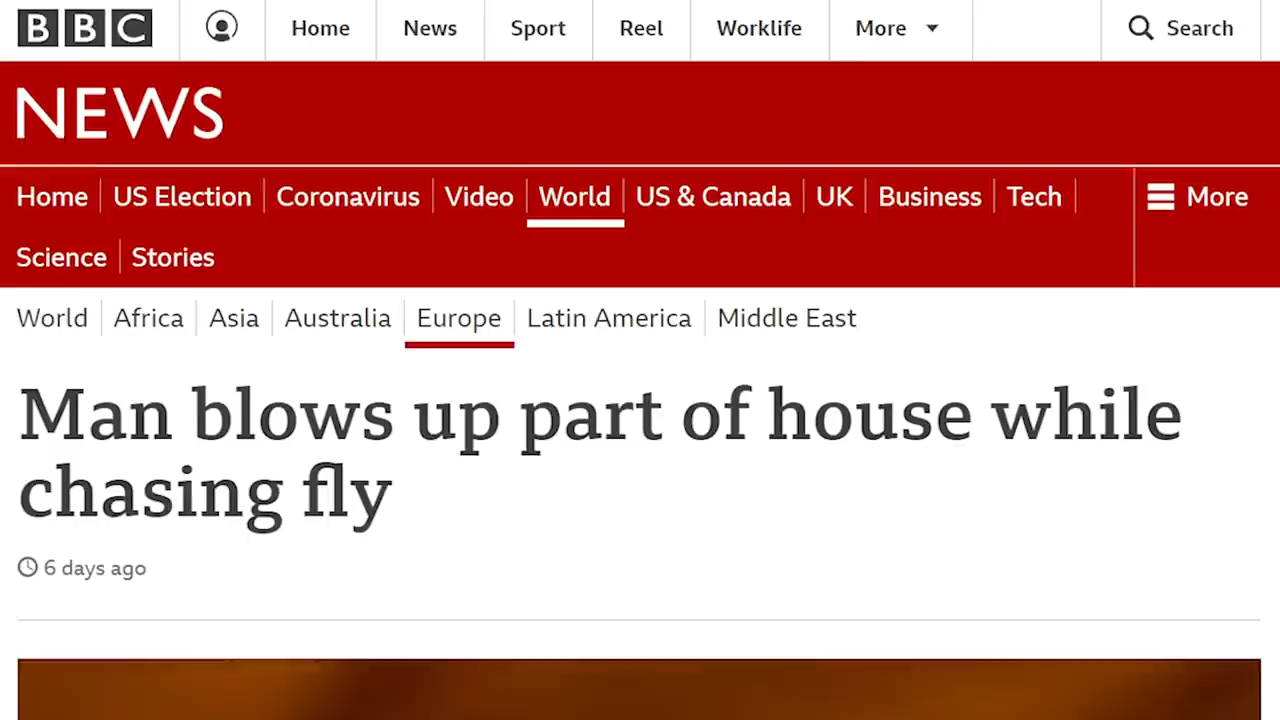 BBC Home News Sport Reel Worklife More Search
NEWS
Home US Election Coronavirus Video World US & Canada UK Business Tech More
Science Stories
World Africa Asia Australia Europe Latin America Middle East
Man blows up part of house while
chasing fly
6 days ago